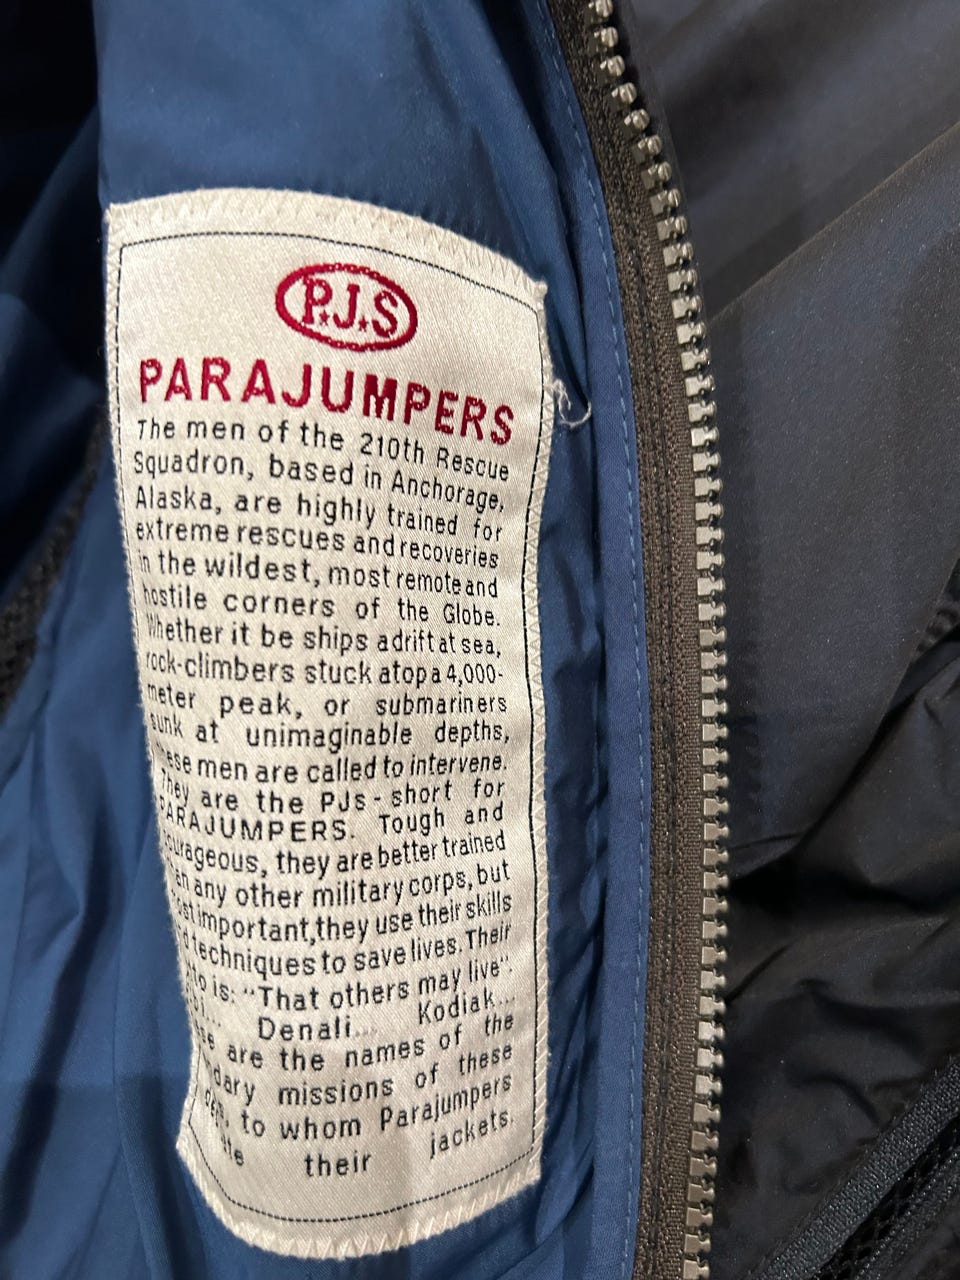 P.J.S
PARAJUMPERS
The men of the 210th Rescue
Squadron, based in Anchorage,
Alaska, are highly trained for
extreme rescues and recoveries
in the wildest, most remote and
hostile corners of the Globe.
Whether it be ships adrift at sea,
rock-climbers stuck atop a 4,000-
meter peak, or submariners
sunk at unimaginable depths,
these men are called to intervene.
They are the PJs - short for
PARAJUMPERS. Tough and
courageous, they are better trained
any other military corps, but
important, they use their skills
techniques to save lives. Their
is: "That others may live".
Denali... Kodiak...
are the names of the
missions of these
to whom Parajumpers
their jackets.